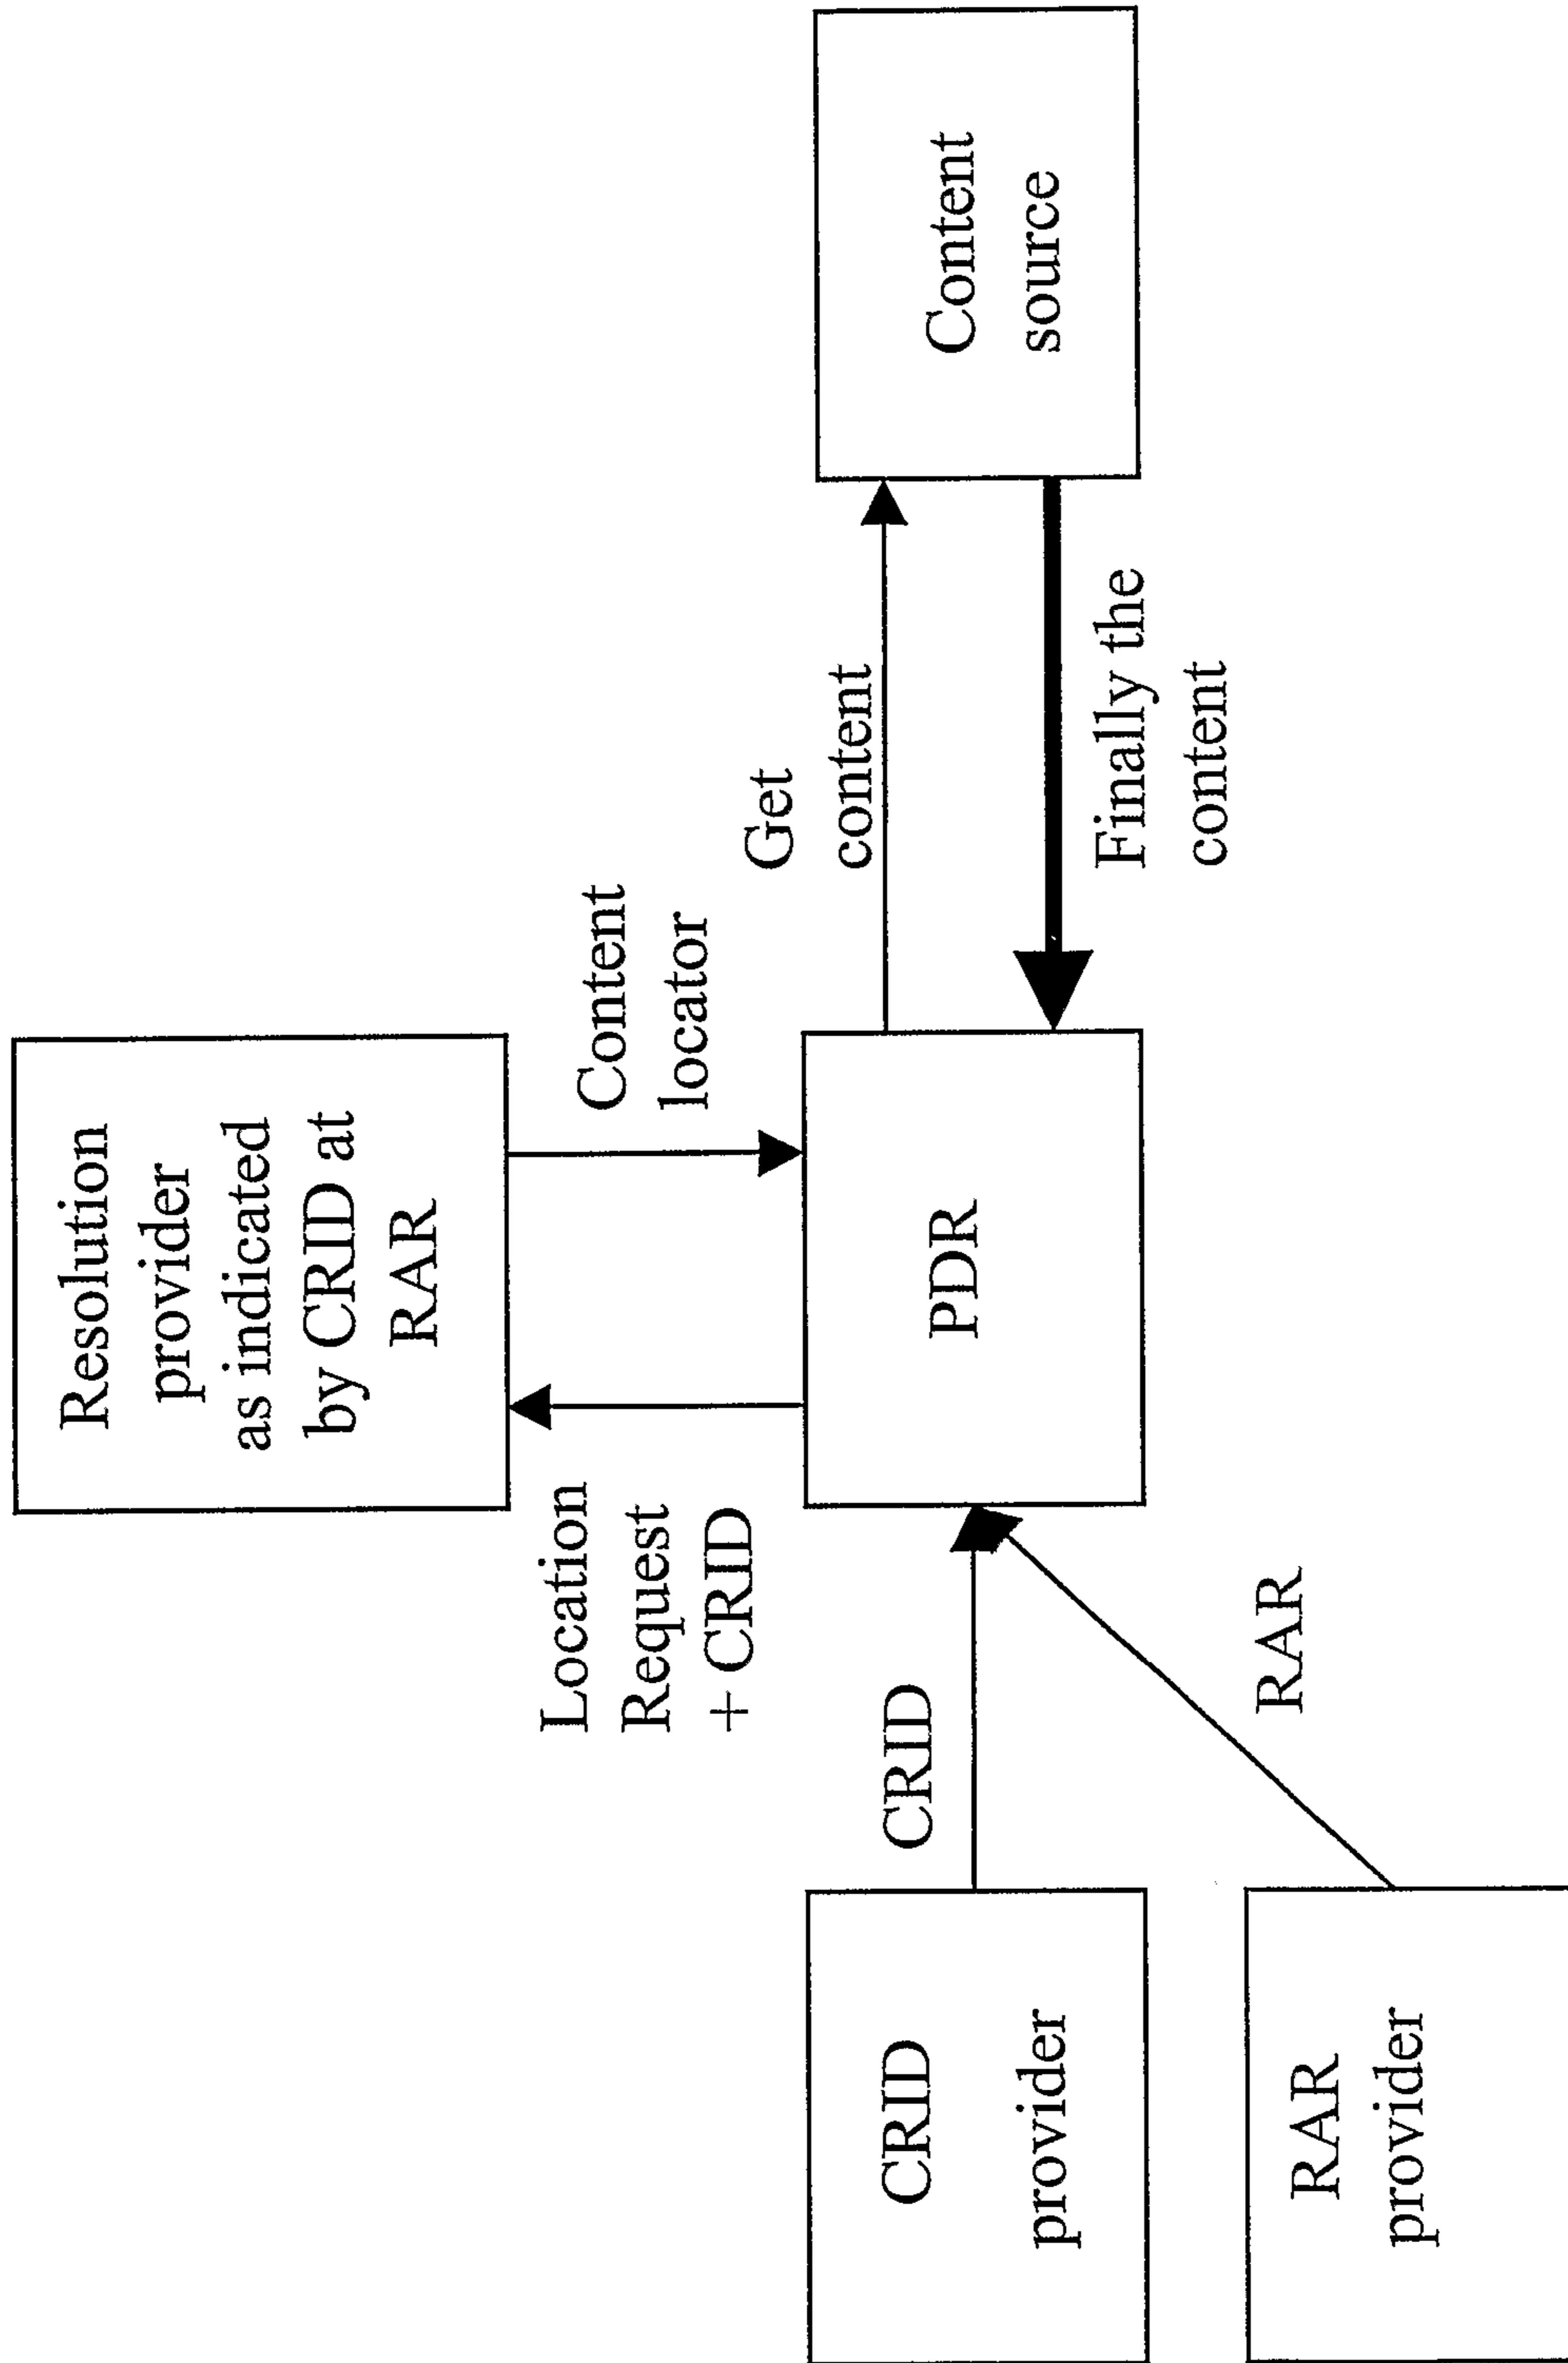 Resolution
provider
as indicated
by CRID at
RAR
Location
Request
+ CRID
Content
locator
CRID
provider
CRID
PDR
Get
content
Content
source
Finally the
content
RAR
provider
RAR